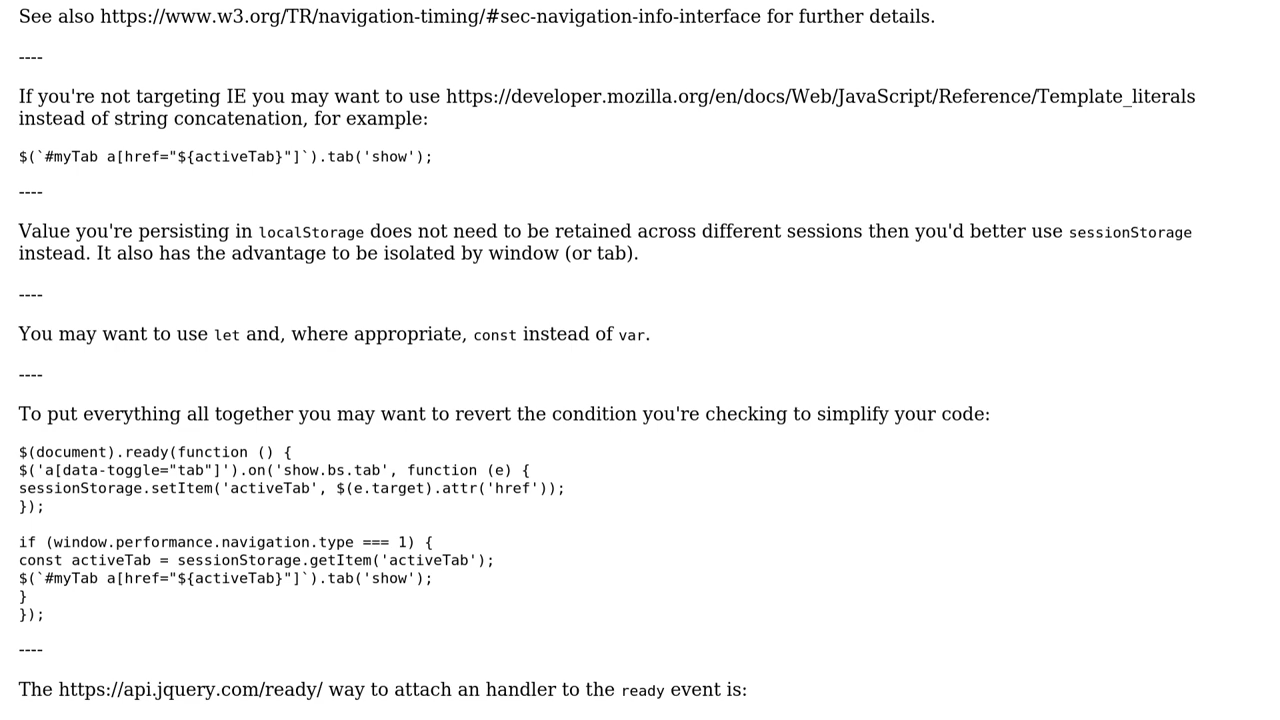 See also https://www.w3.org/TR/navigation-timing/#sec-navigation-info-interface for further details.
----
If you're not targeting IE you may want to use https://developer.mozilla.org/en/docs/Web/JavaScript/Reference/Template_literals
instead of string concatenation, for example:
$(`#myTab a[href="${activeTab}"]`).tab('show');
----
Value you're persisting in localStorage does not need to be retained across different sessions then you'd better use sessionStorage
instead. It also has the advantage to be isolated by window (or tab).
----
You may want to use let and, where appropriate, const instead of var.
----
To put everything all together you may want to revert the condition you're checking to simplify your code:
$(document).ready(function () {
$('a[data-toggle="tab"]').on('show.bs.tab', function (e) {
sessionStorage.setItem('activeTab', $(e.target).attr('href'));
});
if (window.performance.navigation.type === 1) {
const activeTab = sessionStorage.getItem('activeTab');
$(`#myTab a[href="${activeTab}"]`).tab('show');
}
});
----
The https://api.jquery.com/ready/ way to attach an handler to the ready event is: